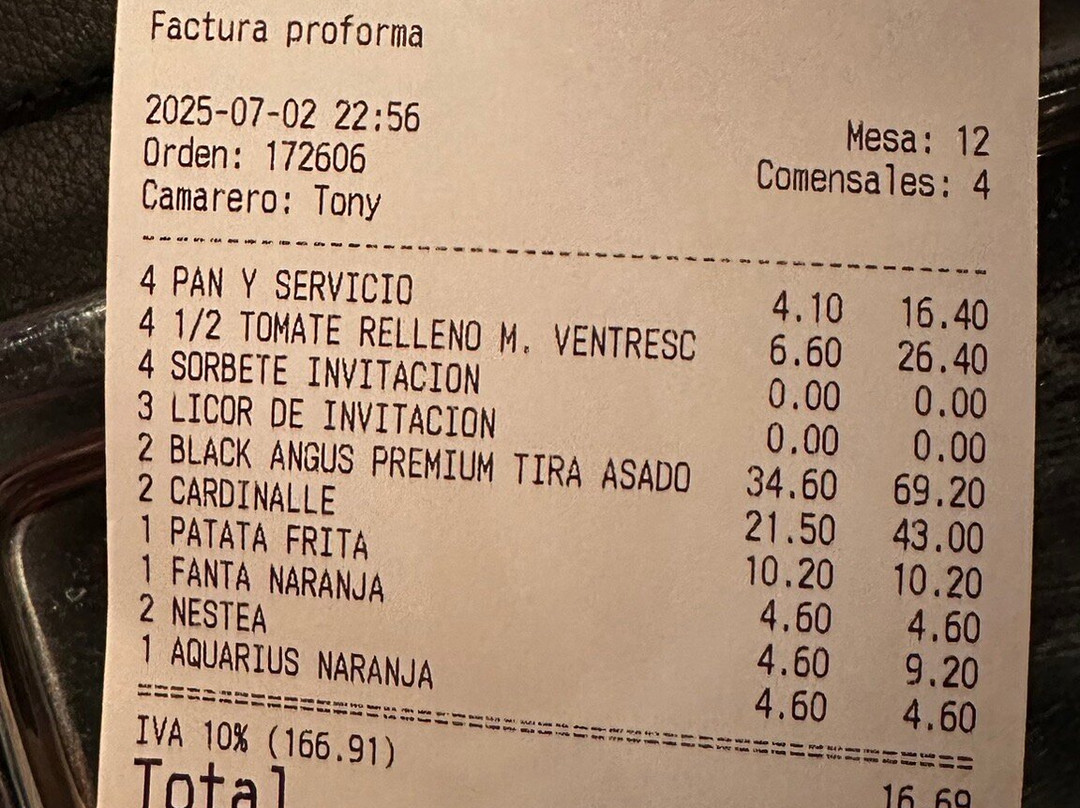 Factura proforma
2025-07-02 22:56
Mesa: 12
Orden: 172606
Comensales: 4
Camarero: Tony
4 PAN Y SERVICIO 4.10 16.40
4 1/2 TOMATE RELLENO M. VENTRESC 6.60 26.40
4 SORBETE INVITACION 0.00 0.00
3 LICOR DE INVITACION 0.00 0.00
2 BLACK ANGUS PREMIUM TIRA ASADO 34.60 69.20
2 CARDINALLE 21.50 43.00
1 PATATA FRITA 10.20 10.20
1 FANTA NARANJA 4.60 4.60
2 NESTEA 4.60 9.20
1 AQUARIUS NARANJA 4.60 4.60
IVA 10% (166.91) 16.69
Total